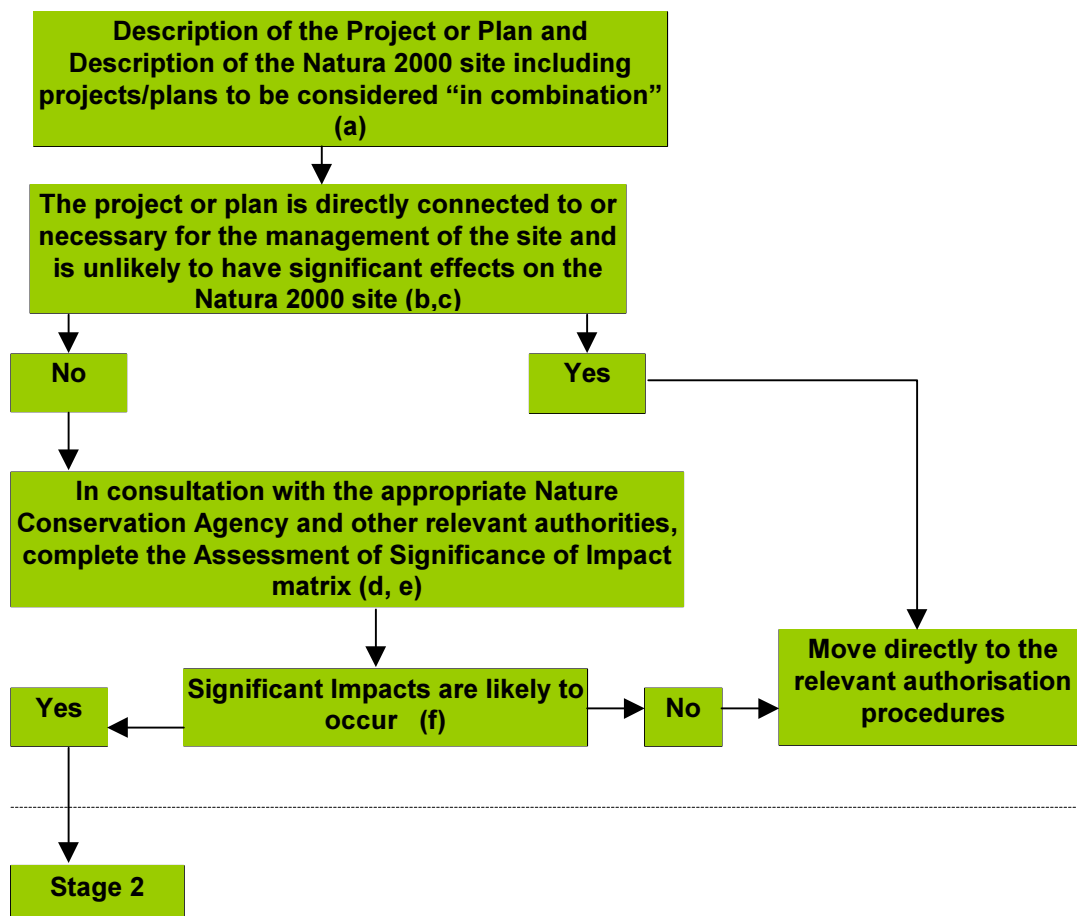 Description of the Project or Plan and
Description of the Natura 2000 site including
projects/plans to be considered “in combination”
(a)
The project or plan is directly connected to or
necessary for the management of the site and
is unlikely to have significant effects on the
Natura 2000 site (b,c)
No
Yes
In consultation with the appropriate Nature
Conservation Agency and other relevant authorities,
complete the Assessment of Significance of Impact
matrix (d, e)
Significant Impacts are likely to
occur (f)
Yes
No
Move directly to the
relevant authorisation
procedures
Stage 2